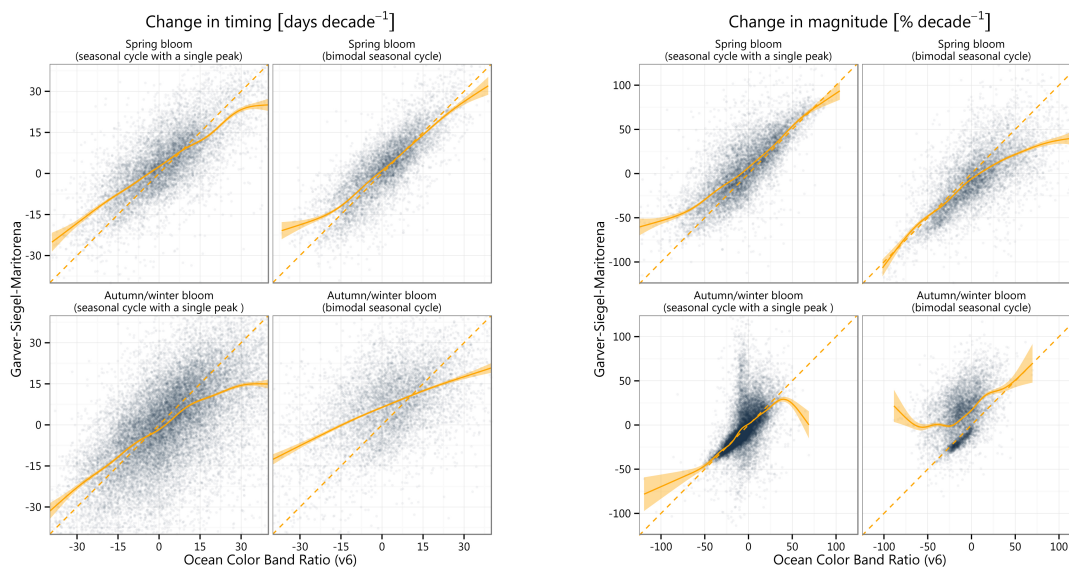 Change in timing [days decade⁻¹]
Spring bloom
(seasonal cycle with a single peak)
Spring bloom
(bimodal seasonal cycle)
30
15
0
-15
-30
Autumn/winter bloom
(seasonal cycle with a single peak )
Autumn/winter bloom
(bimodal seasonal cycle)
30
15
0
-15
-30
Garver-Siegel-Maritorena
-30 -15 0 15 30 -30 -15 0 15 30
Ocean Color Band Ratio (v6)
Change in magnitude [% decade⁻¹]
Spring bloom
(seasonal cycle with a single peak)
Spring bloom
(bimodal seasonal cycle)
100
50
0
-50
-100
Autumn/winter bloom
(seasonal cycle with a single peak )
Autumn/winter bloom
(bimodal seasonal cycle)
100
50
0
-50
-100
Garver-Siegel-Maritorena
-100 -50 0 50 100 -100 -50 0 50 100
Ocean Color Band Ratio (v6)